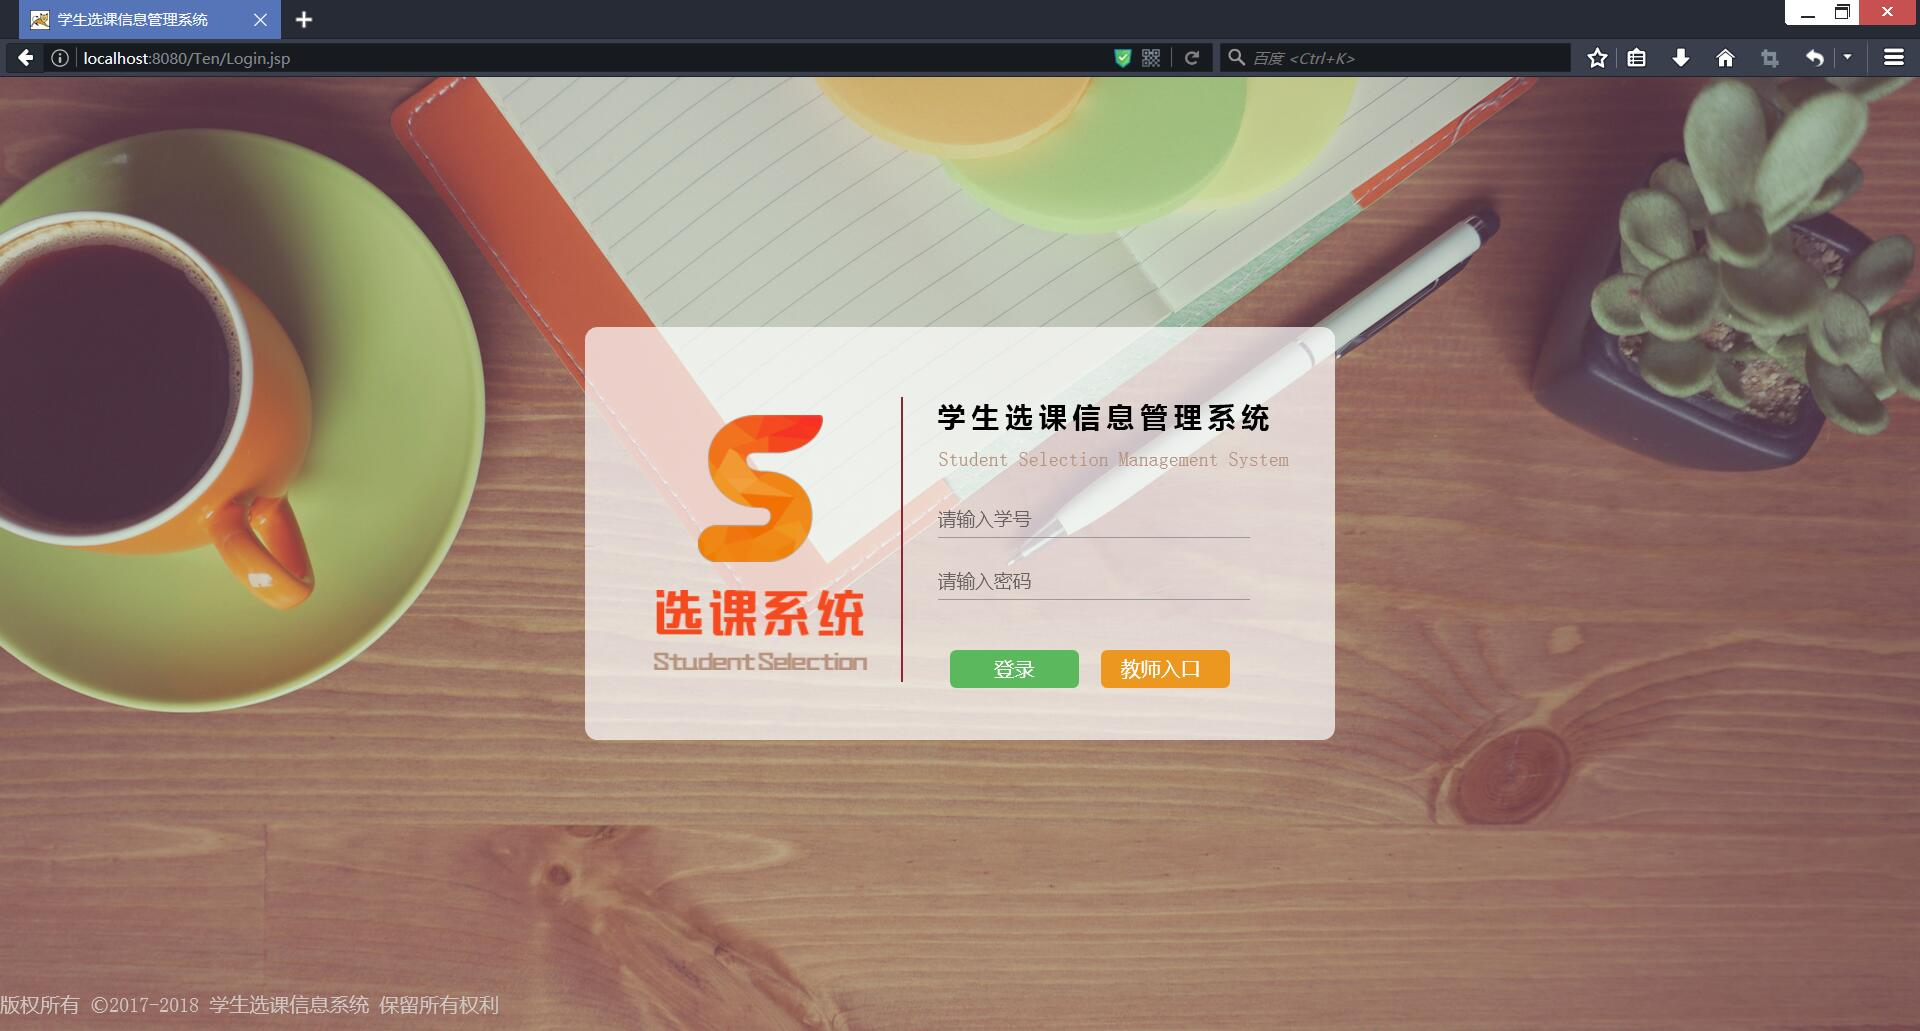 学生选课信息管理系统
localhost:8080/Ten/Login.jsp
百度 <Ctrl+K>
学生选课信息管理系统
Student Selection Management System
请输入学号
请输入密码
选课系统
Student Selection
登录
教师入口
版权所有 ©2017-2018 学生选课信息系统 保留所有权利